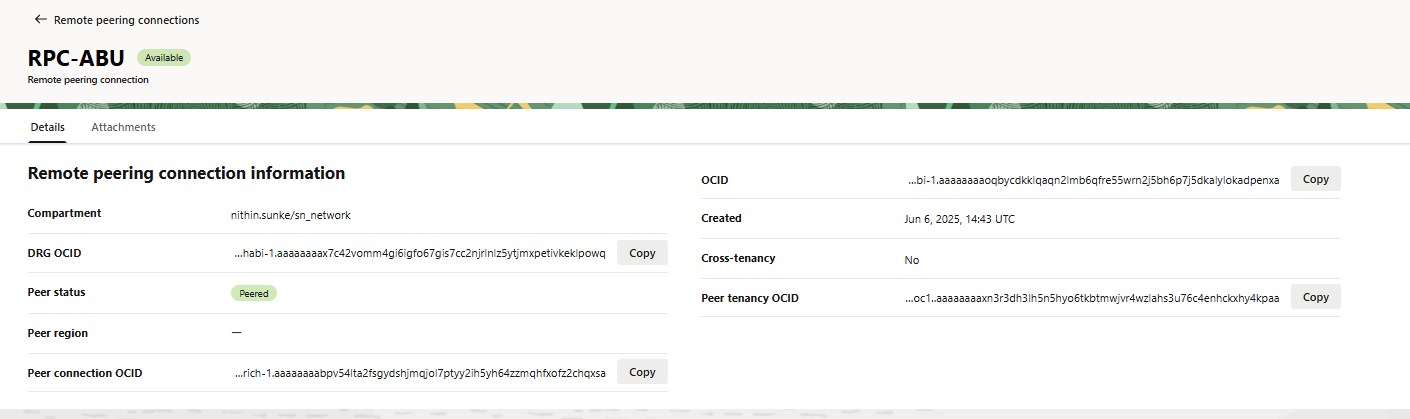 Remote peering connections
RPC-ABU Available
Remote peering connection
Details Attachments
Remote peering connection information
Compartment nithin.sunke/sn_network
DRG OCID ...habi-1.aaaaaaaax7c42vomm4gi6igfo67gis7cc2njrlnlz5ytjmxpetivkeklpowq Copy
Peer status Peered
Peer region —
Peer connection OCID ...rich-1.aaaaaaaabpv54lta2fsgydshjmqjol7ptyy2ih5yh64zzmqhfxofz2chqxsa Copy
OCID ...bi-1.aaaaaaaaoqbycdkklqaqn2lmb6qfre55wrn2j5bh6p7j5dkalylokadpenxa Copy
Created Jun 6, 2025, 14:43 UTC
Cross-tenancy No
Peer tenancy OCID ...oc1..aaaaaaaaxn3r3dh3lh5n5hyo6tkbtmwjvr4wzlahs3u76c4enhckxhy4kpaa Copy